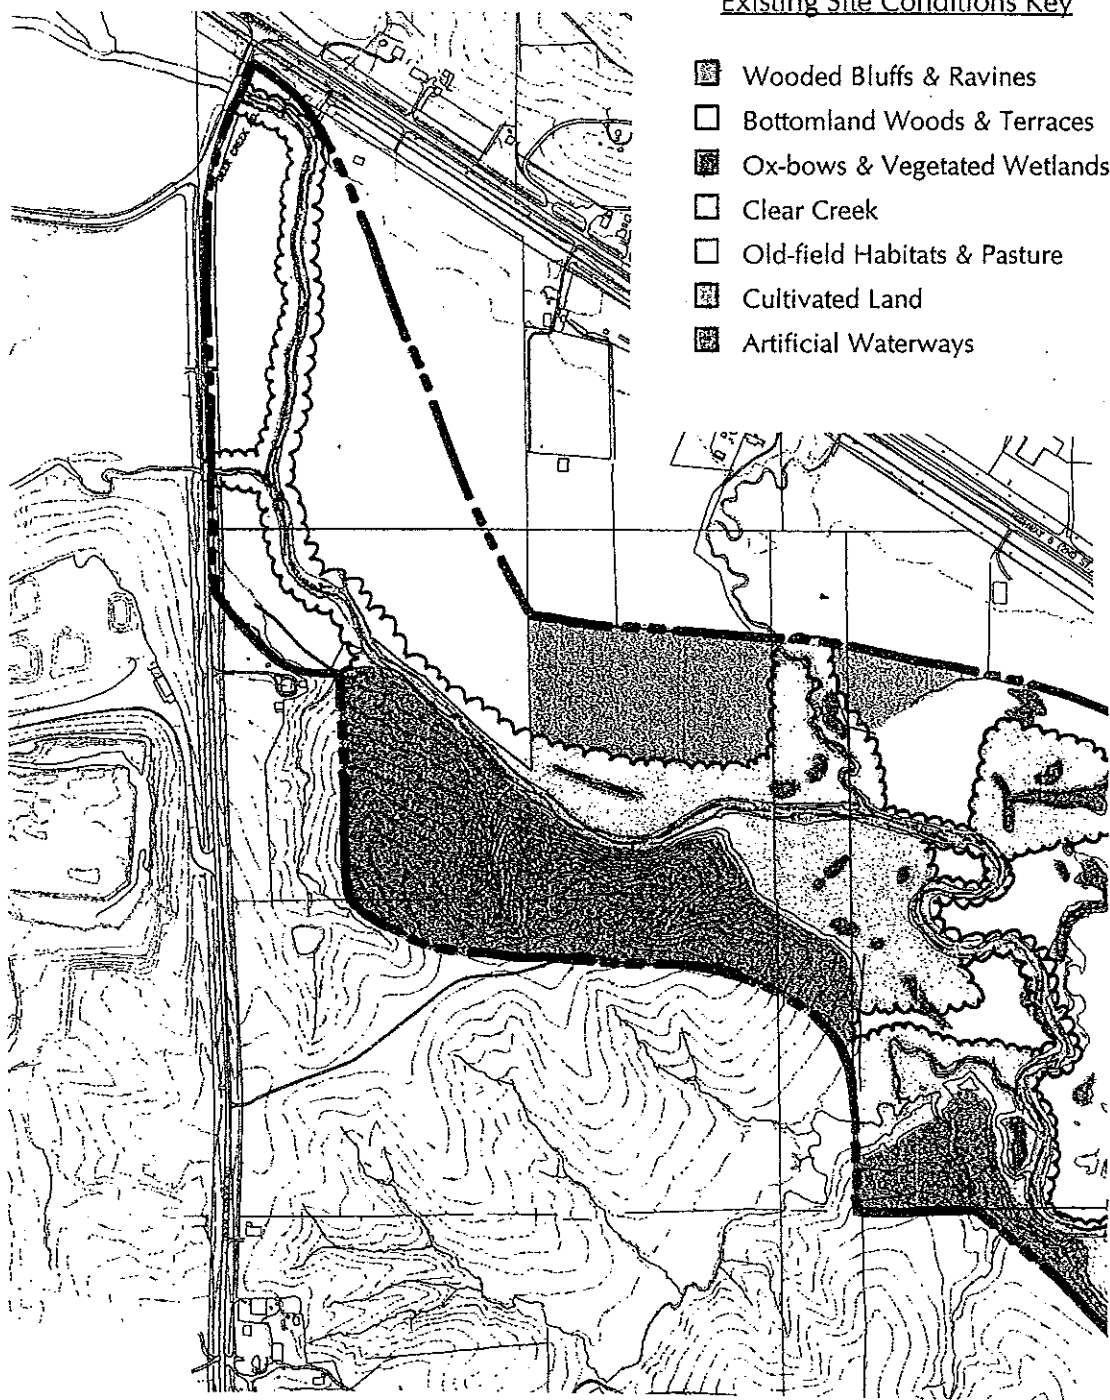 Existing Site Conditions Key
Wooded Bluffs & Ravines
Bottomland Woods & Terraces
Ox-bows & Vegetated Wetlands
Clear Creek
Old-field Habitats & Pasture
Cultivated Land
Artificial Waterways